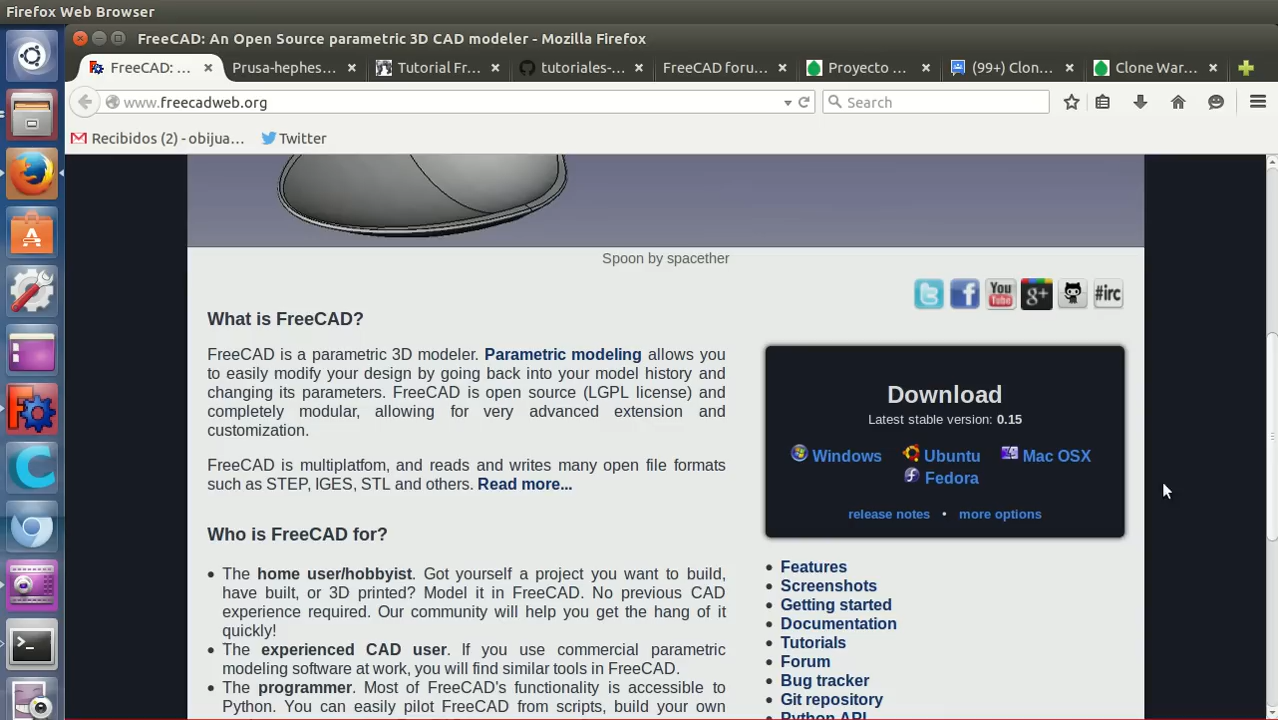 Firefox Web Browser
FreeCAD: An Open Source parametric 3D CAD modeler - Mozilla Firefox
FreeCAD: ...
Prusa-hephes...
Tutorial Fr...
tutoriales-...
FreeCAD foru...
Proyecto ...
(99+) Clon...
Clone War...
www.freecadweb.org
Search
Recibidos (2) - obijua...
Twitter
Spoon by spacether
You
Tube
g+
#irc
What is FreeCAD?
FreeCAD is a parametric 3D modeler. Parametric modeling allows you
to easily modify your design by going back into your model history and
changing its parameters. FreeCAD is open source (LGPL license) and
completely modular, allowing for very advanced extension and
customization.
FreeCAD is multiplatfom, and reads and writes many open file formats
such as STEP, IGES, STL and others. Read more...
Who is FreeCAD for?
The home user/hobbyist. Got yourself a project you want to build,
have built, or 3D printed? Model it in FreeCAD. No previous CAD
experience required. Our community will help you get the hang of it
quickly!
The experienced CAD user. If you use commercial parametric
modeling software at work, you will find similar tools in FreeCAD.
The programmer. Most of FreeCAD's functionality is accessible to
Python. You can easily pilot FreeCAD from scripts, build your own
Download
Latest stable version: 0.15
Windows Ubuntu Mac OSX
Fedora
release notes • more options
Features
Screenshots
Getting started
Documentation
Tutorials
Forum
Bug tracker
Git repository
Python API